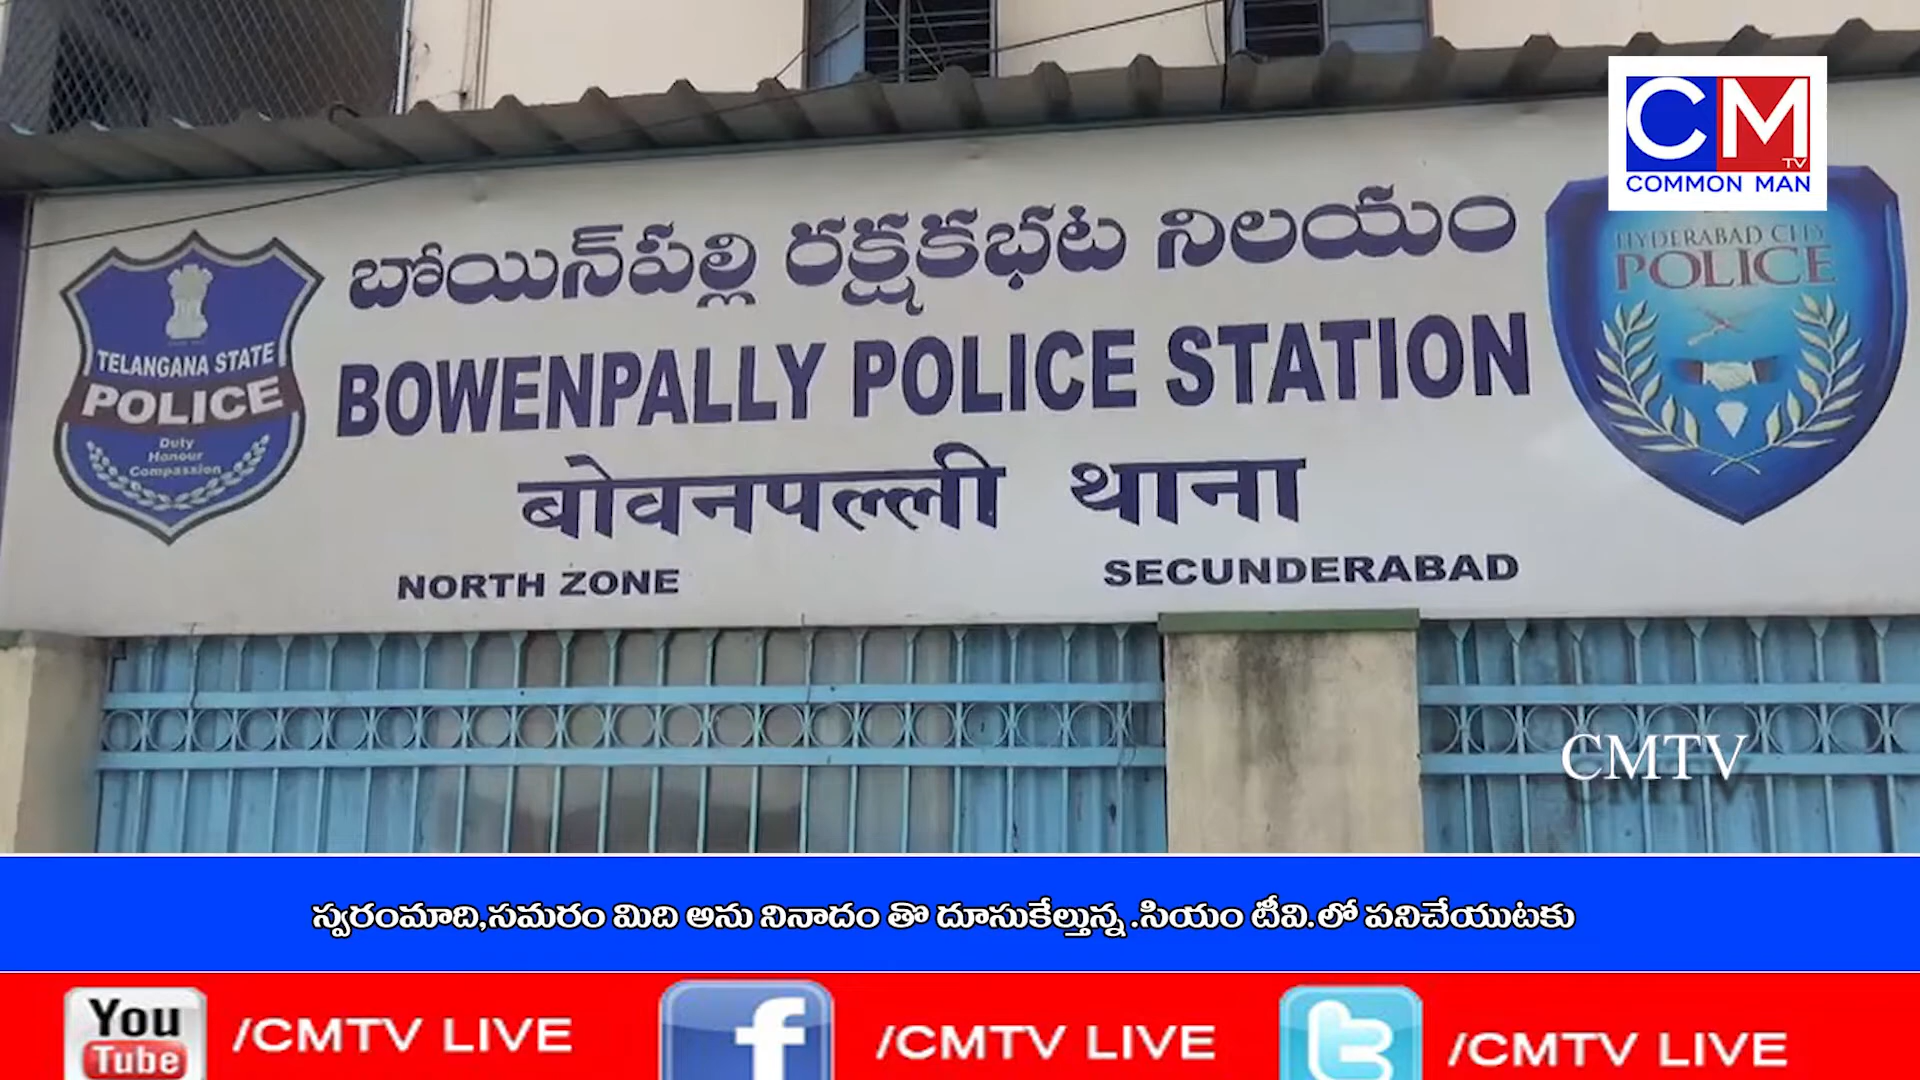 CM
TV
COMMON MAN
బోయిన్‌పల్లి రక్షకభట నిలయం
HYDERABAD CITY
POLICE
TELANGANA STATE
POLICE
Duty
Honour
Compassion
BOWENPALLY POLICE STATION
बोवनपल्ली थाना
NORTH ZONE
SECUNDERABAD
CMTV
స్వరంమాది,సమరం మిది అను నినాదం తొ దూసుకేల్తున్న.సియం టీవి.లో పనిచేయుటకు
You
Tube
/CMTV LIVE
f
/CMTV LIVE
t
/CMTV LIVE